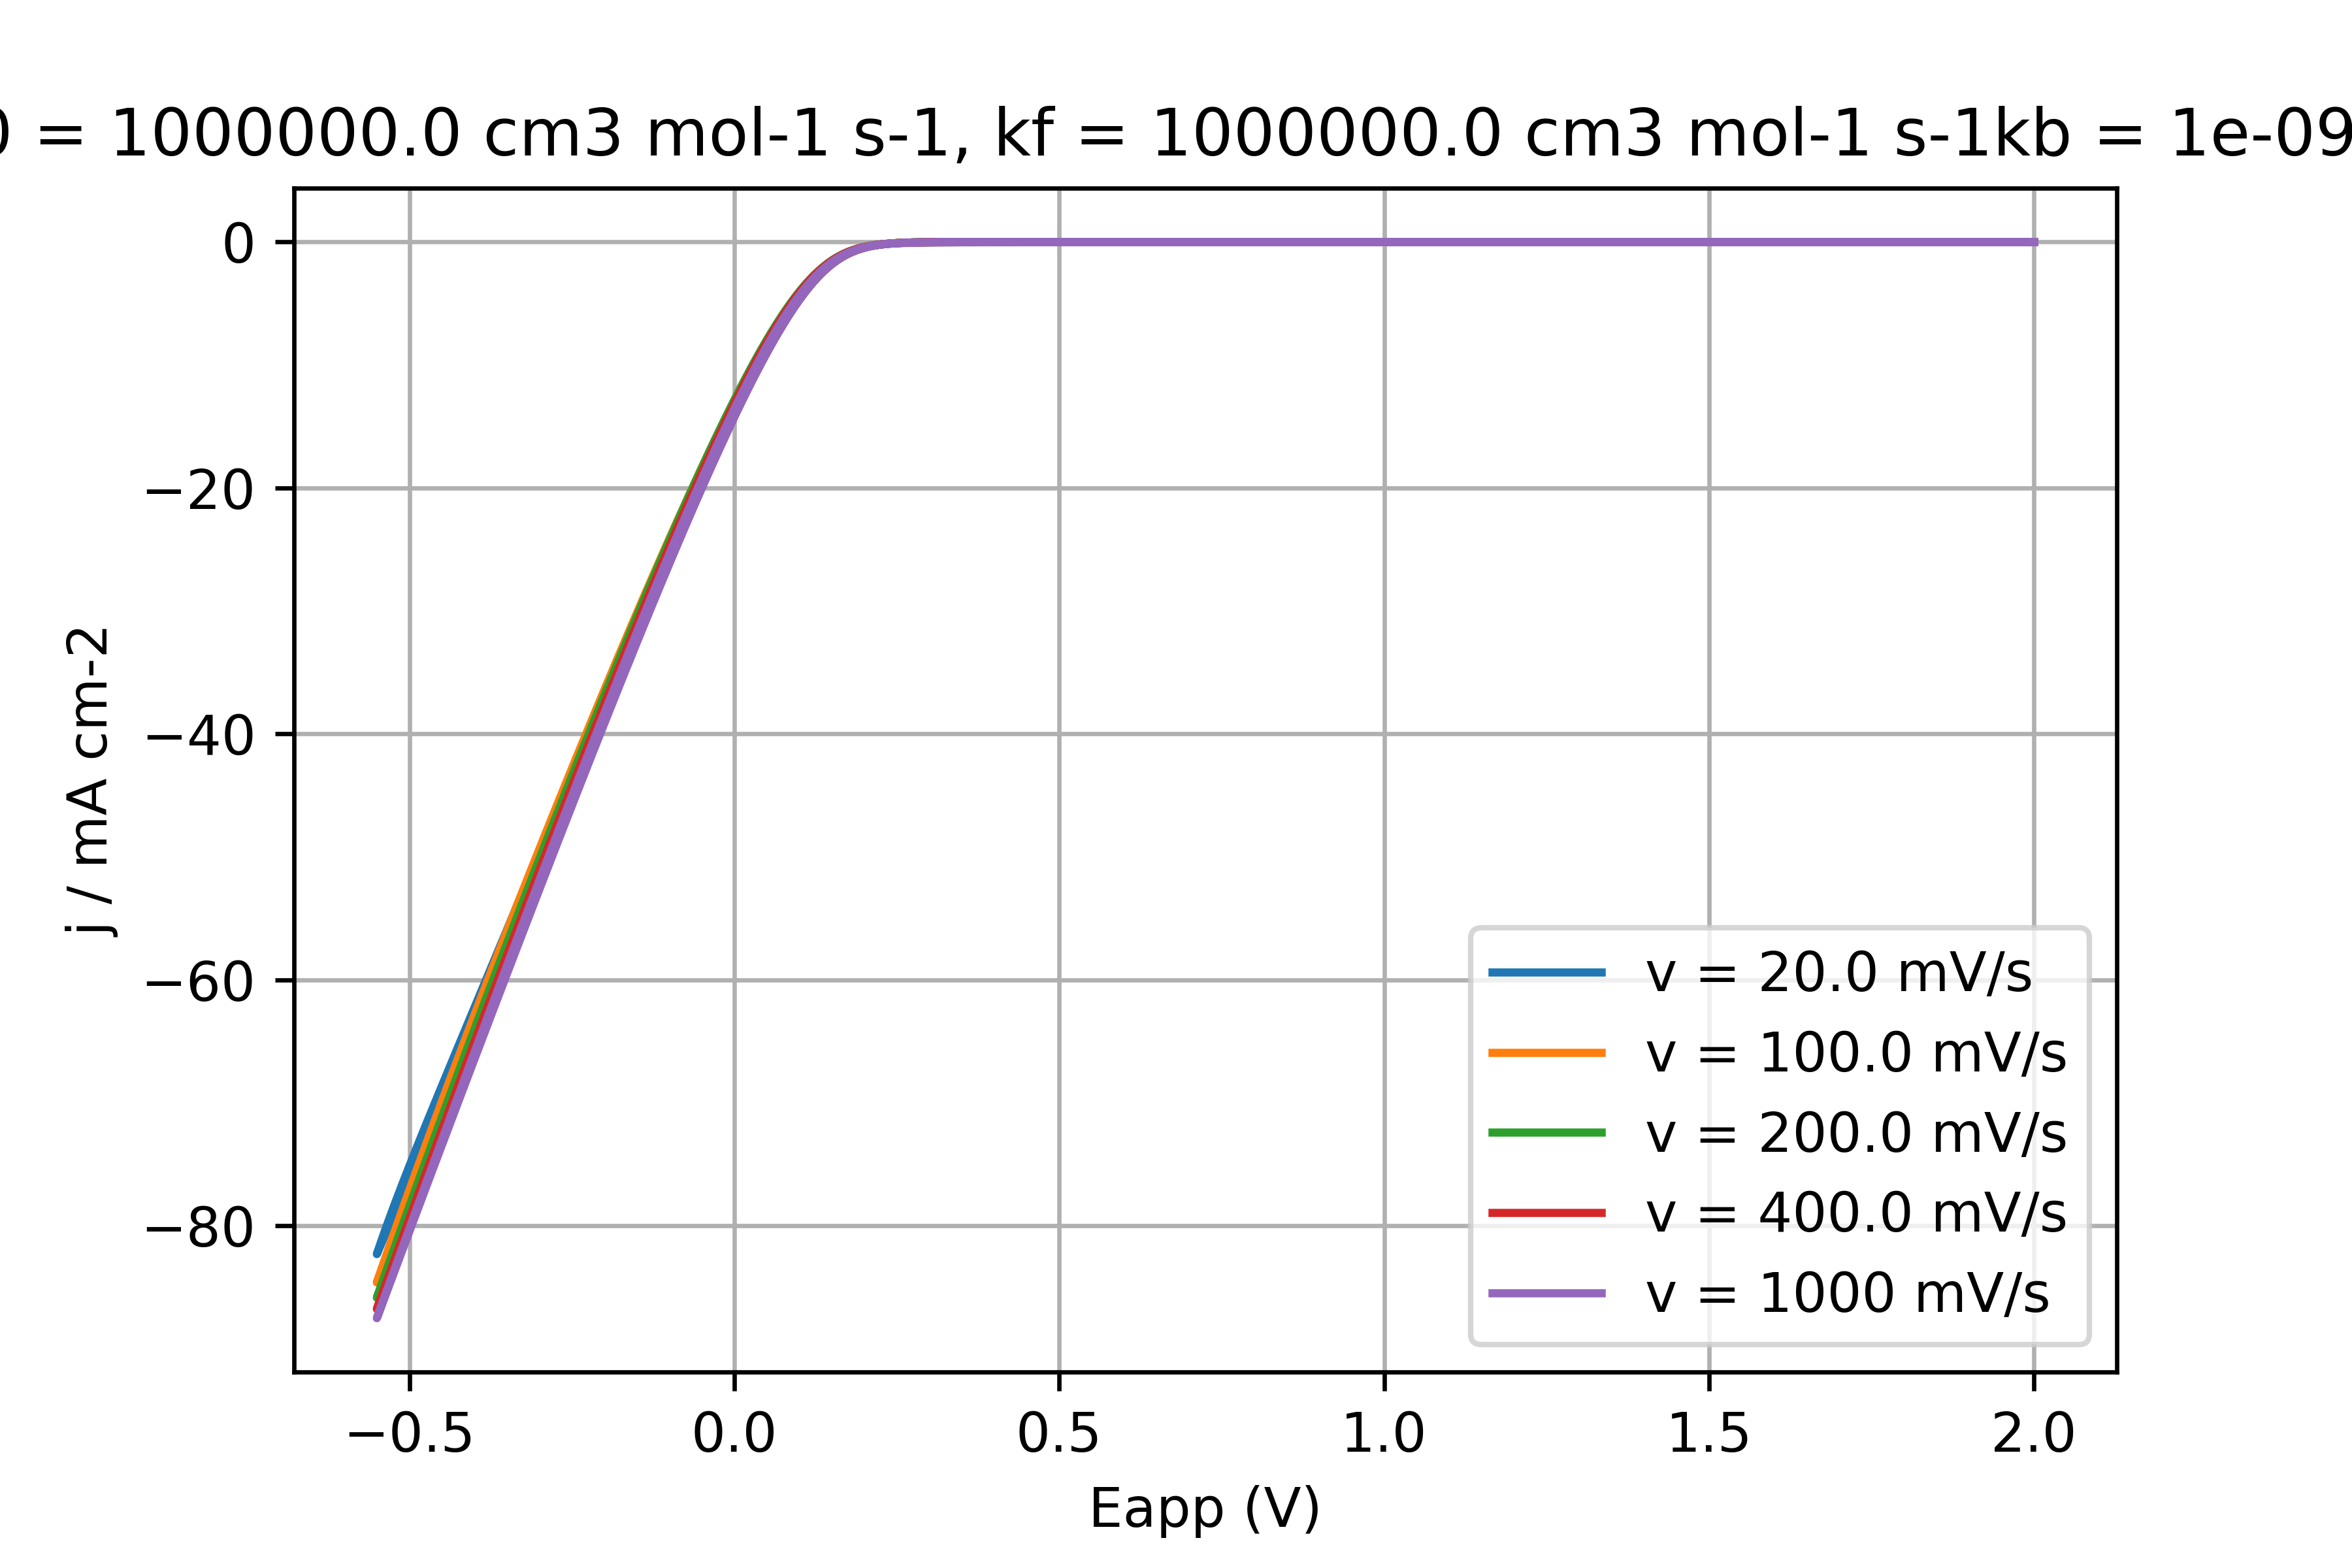 0 = 1000000.0 cm3 mol-1 s-1, kf = 1000000.0 cm3 mol-1 s-1kb = 1e-09
j / mA cm-2
0
−20
−40
−60
−80
v = 20.0 mV/s
v = 100.0 mV/s
v = 200.0 mV/s
v = 400.0 mV/s
v = 1000 mV/s
−0.5 0.0 0.5 1.0 1.5 2.0
Eapp (V)